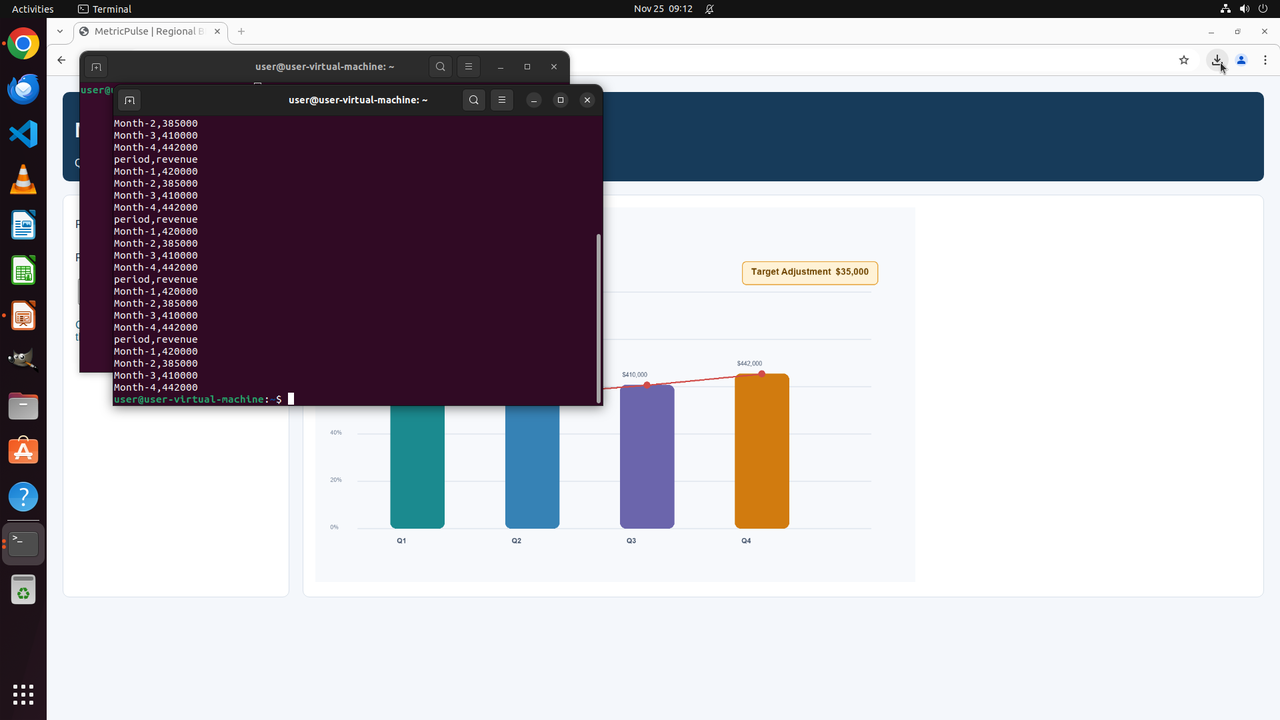 Activities
Terminal
Nov 25 09:12
MetricPulse | Regional B
user@user-virtual-machine: ~
user@
user@user-virtual-machine: ~
Month-2,385000
Month-3,410000
Month-4,442000
period,revenue
Month-1,420000
Month-2,385000
Month-3,410000
Month-4,442000
period,revenue
Month-1,420000
Month-2,385000
Month-3,410000
Month-4,442000
period,revenue
Month-1,420000
Month-2,385000
Month-3,410000
Month-4,442000
period,revenue
Month-1,420000
Month-2,385000
Month-3,410000
Month-4,442000
user@user-virtual-machine:~$
Target Adjustment $35,000
$442,000
$410,000
40%
20%
0%
Q1
Q2
Q3
Q4